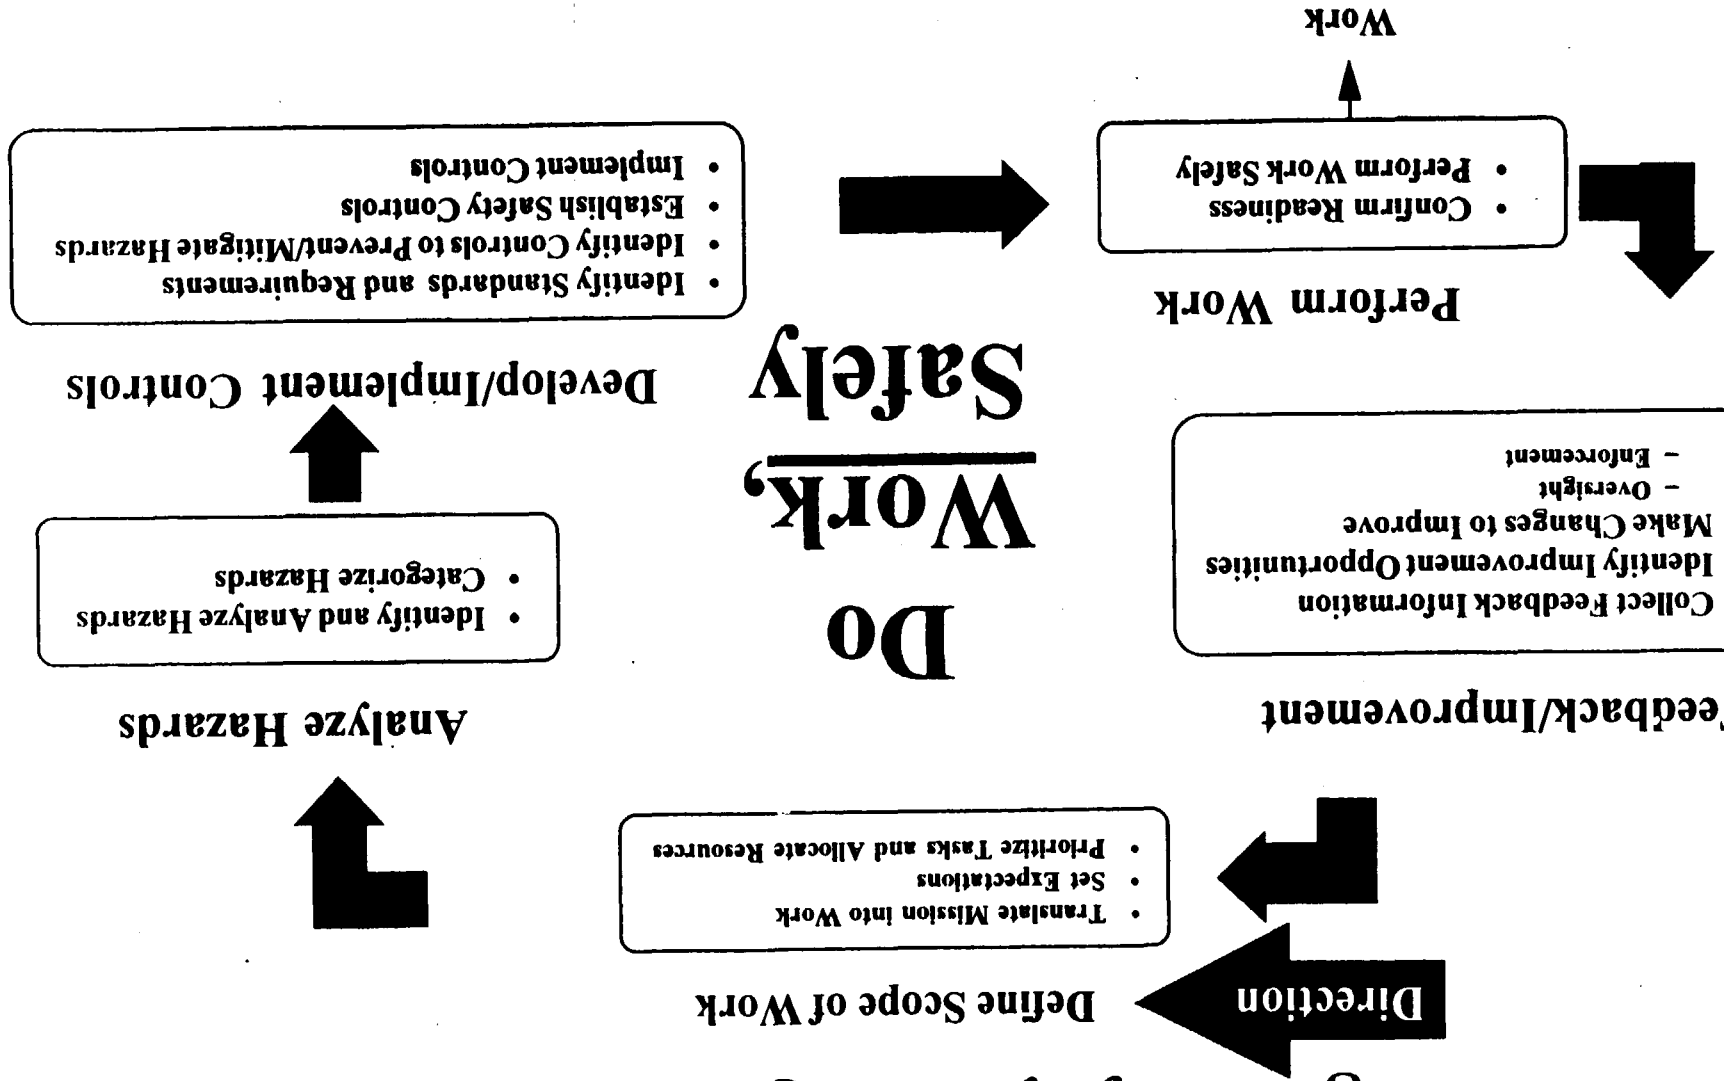 Direction
Define Scope of Work
• Translate Mission into Work
• Set Expectations
• Prioritize Tasks and Allocate Resources
eedback/Improvement
Collect Feedback Information
Identify Improvement Opportunities
Make Changes to Improve
– Oversight
– Enforcement
Do
Work,
Safely
Analyze Hazards
• Identify and Analyze Hazards
• Categorize Hazards
Perform Work
• Confirm Readiness
• Perform Work Safely
Work
Develop/Implement Controls
• Identify Standards and Requirements
• Identify Controls to Prevent/Mitigate Hazards
• Establish Safety Controls
• Implement Controls